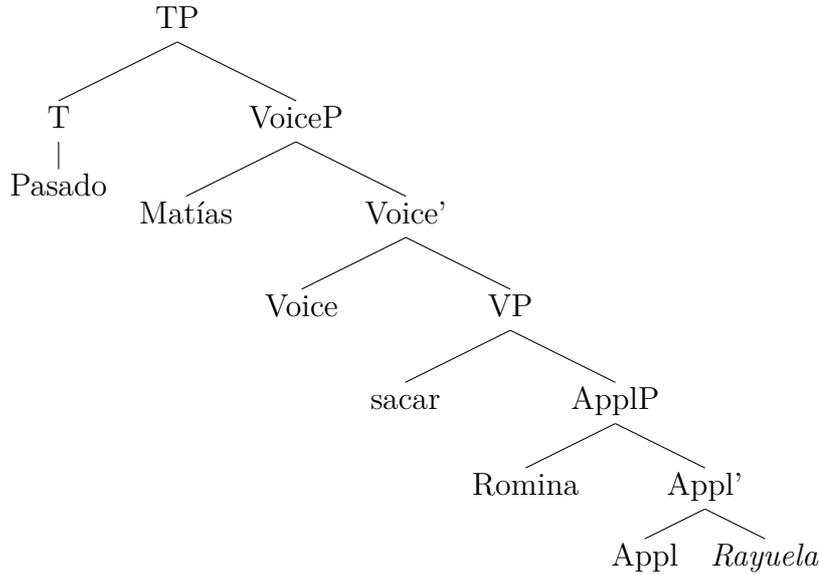 TP
T VoiceP
Pasado
Matías Voice'
Voice VP
sacar ApplP
Romina Appl'
Appl Rayuela